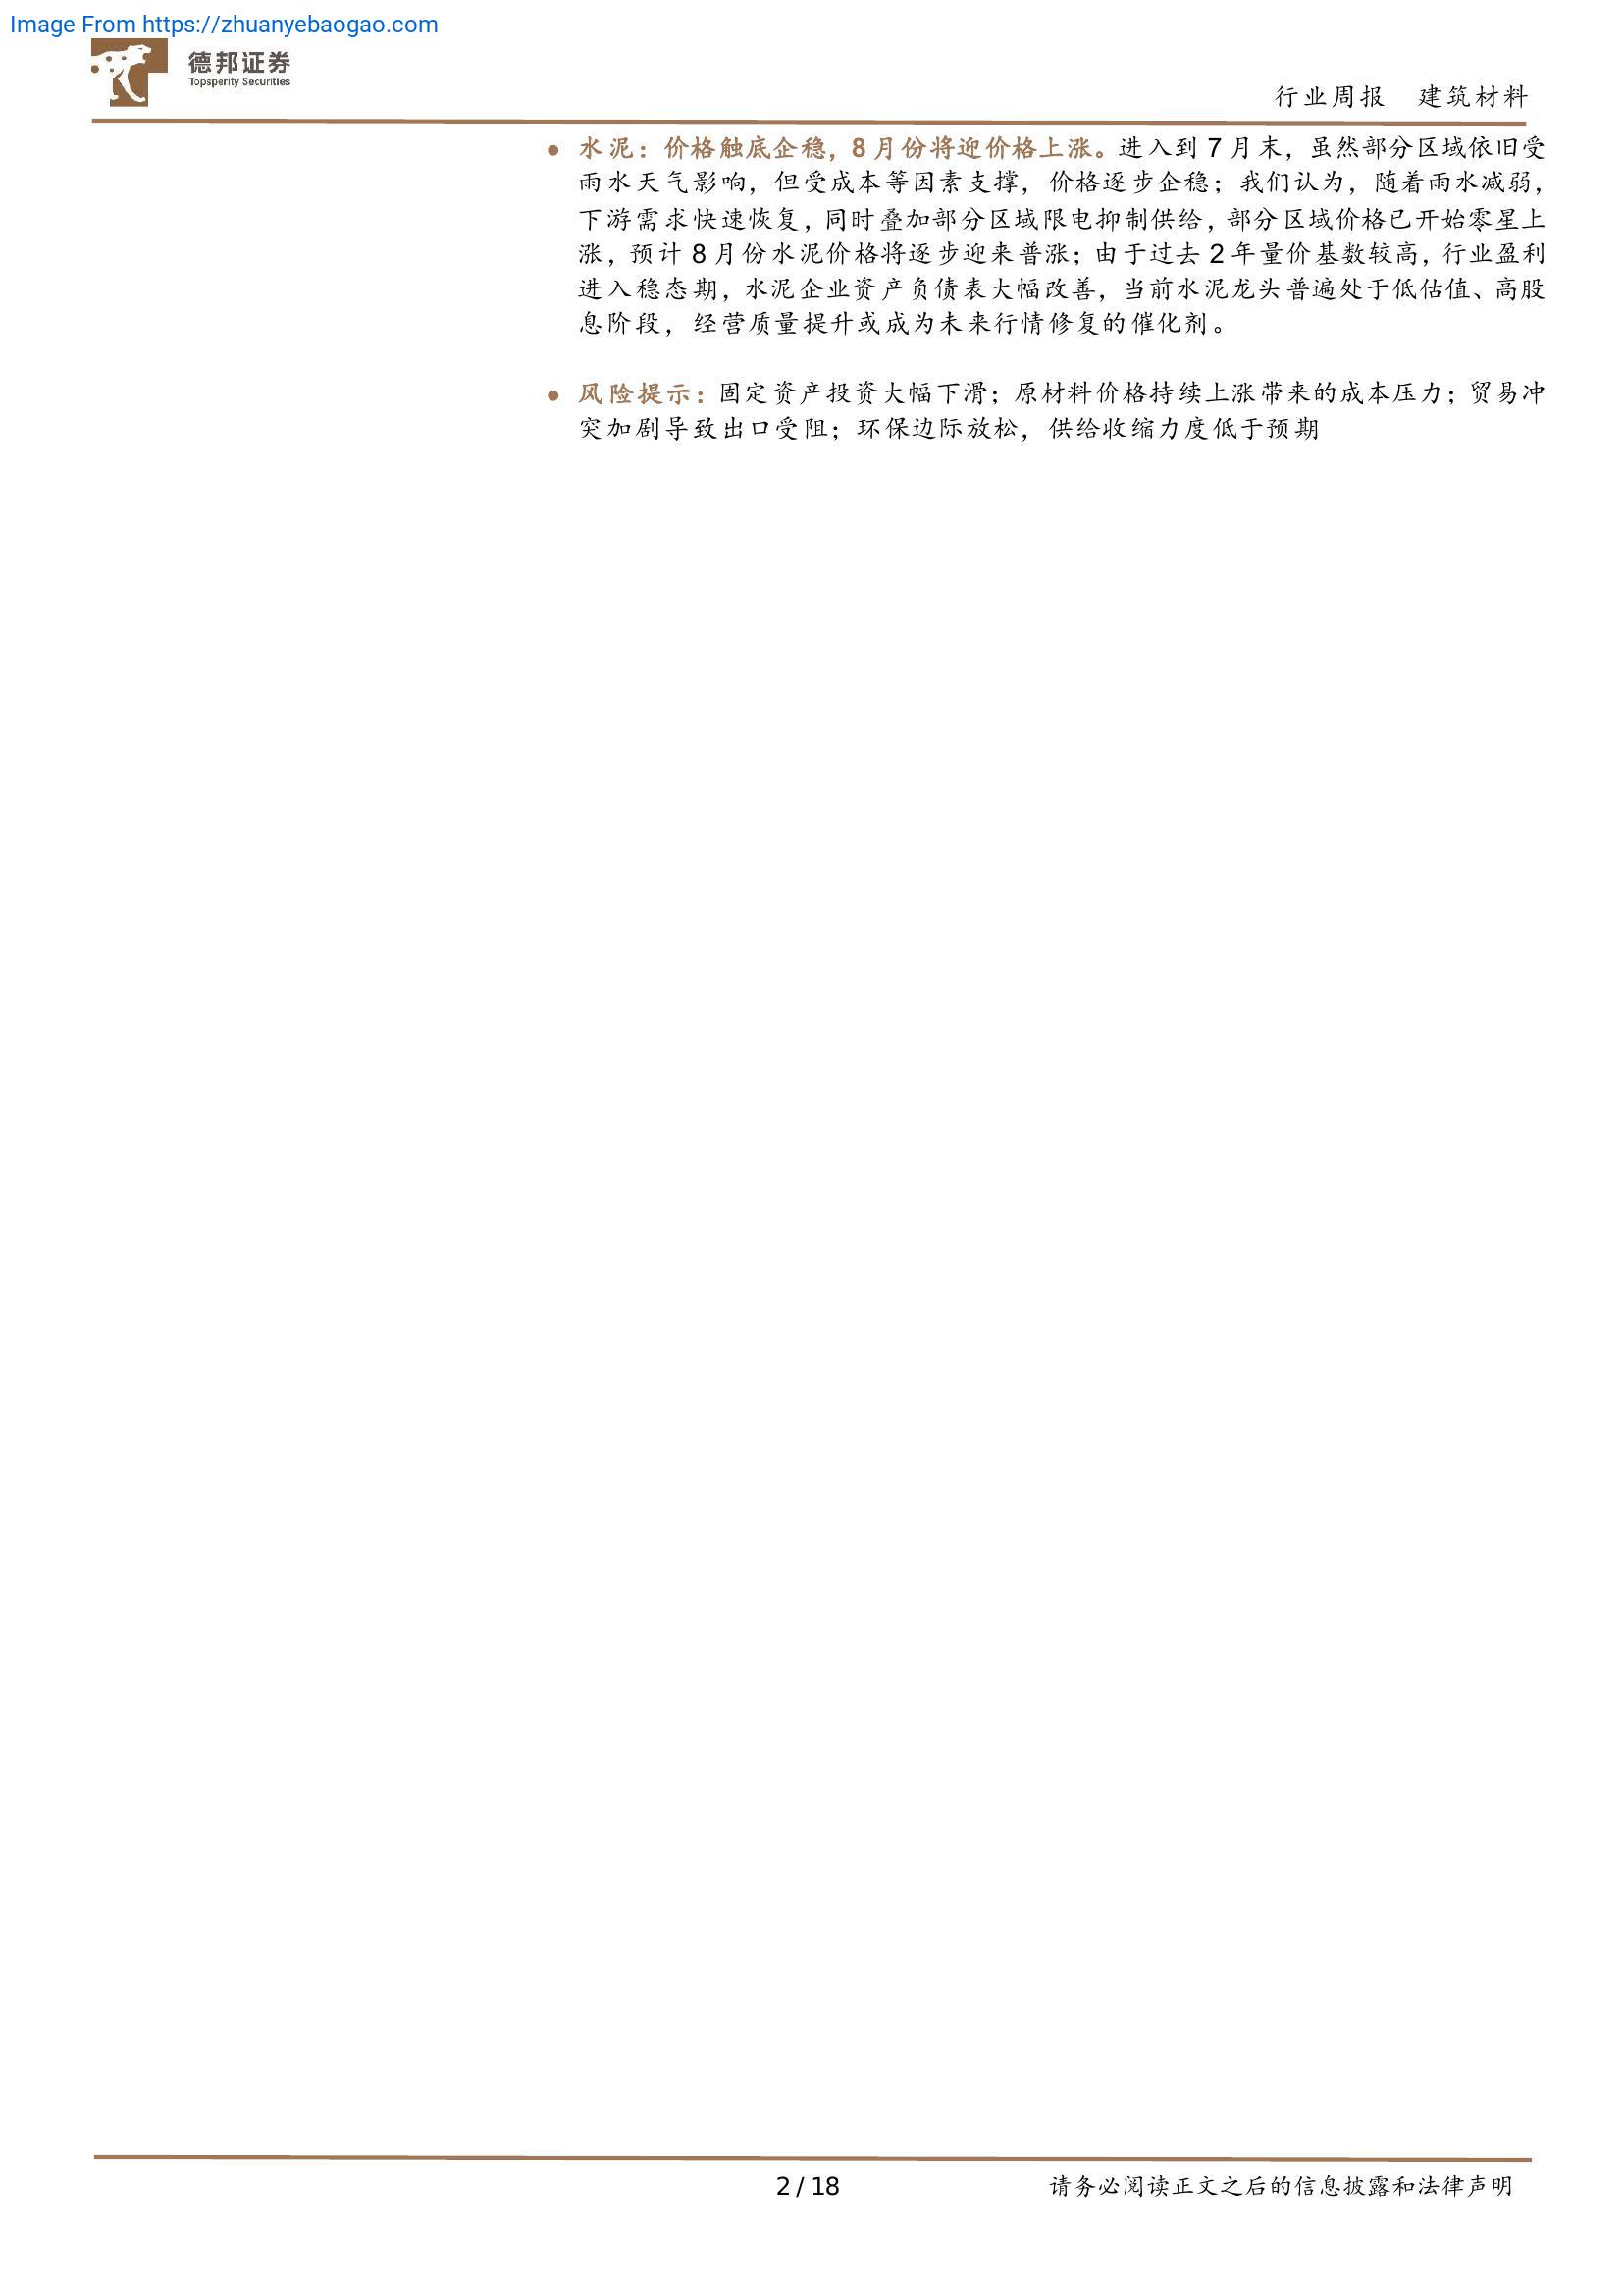 Image From https://zhuanyebaogao.com
德邦证券
Topsperity Securities
行业周报 建筑材料
● 水泥：价格触底企稳，8 月份将迎价格上涨。进入到 7 月末，虽然部分区域依旧受
雨水天气影响，但受成本等因素支撑，价格逐步企稳；我们认为，随着雨水减弱，
下游需求快速恢复，同时叠加部分区域限电抑制供给，部分区域价格已开始零星上
涨，预计 8 月份水泥价格将逐步迎来普涨；由于过去 2 年量价基数较高，行业盈利
进入稳态期，水泥企业资产负债表大幅改善，当前水泥龙头普遍处于低估值、高股
息阶段，经营质量提升或成为未来行情修复的催化剂。
● 风险提示：固定资产投资大幅下滑；原材料价格持续上涨带来的成本压力；贸易冲
突加剧导致出口受阻；环保边际放松，供给收缩力度低于预期
2 / 18
请务必阅读正文之后的信息披露和法律声明